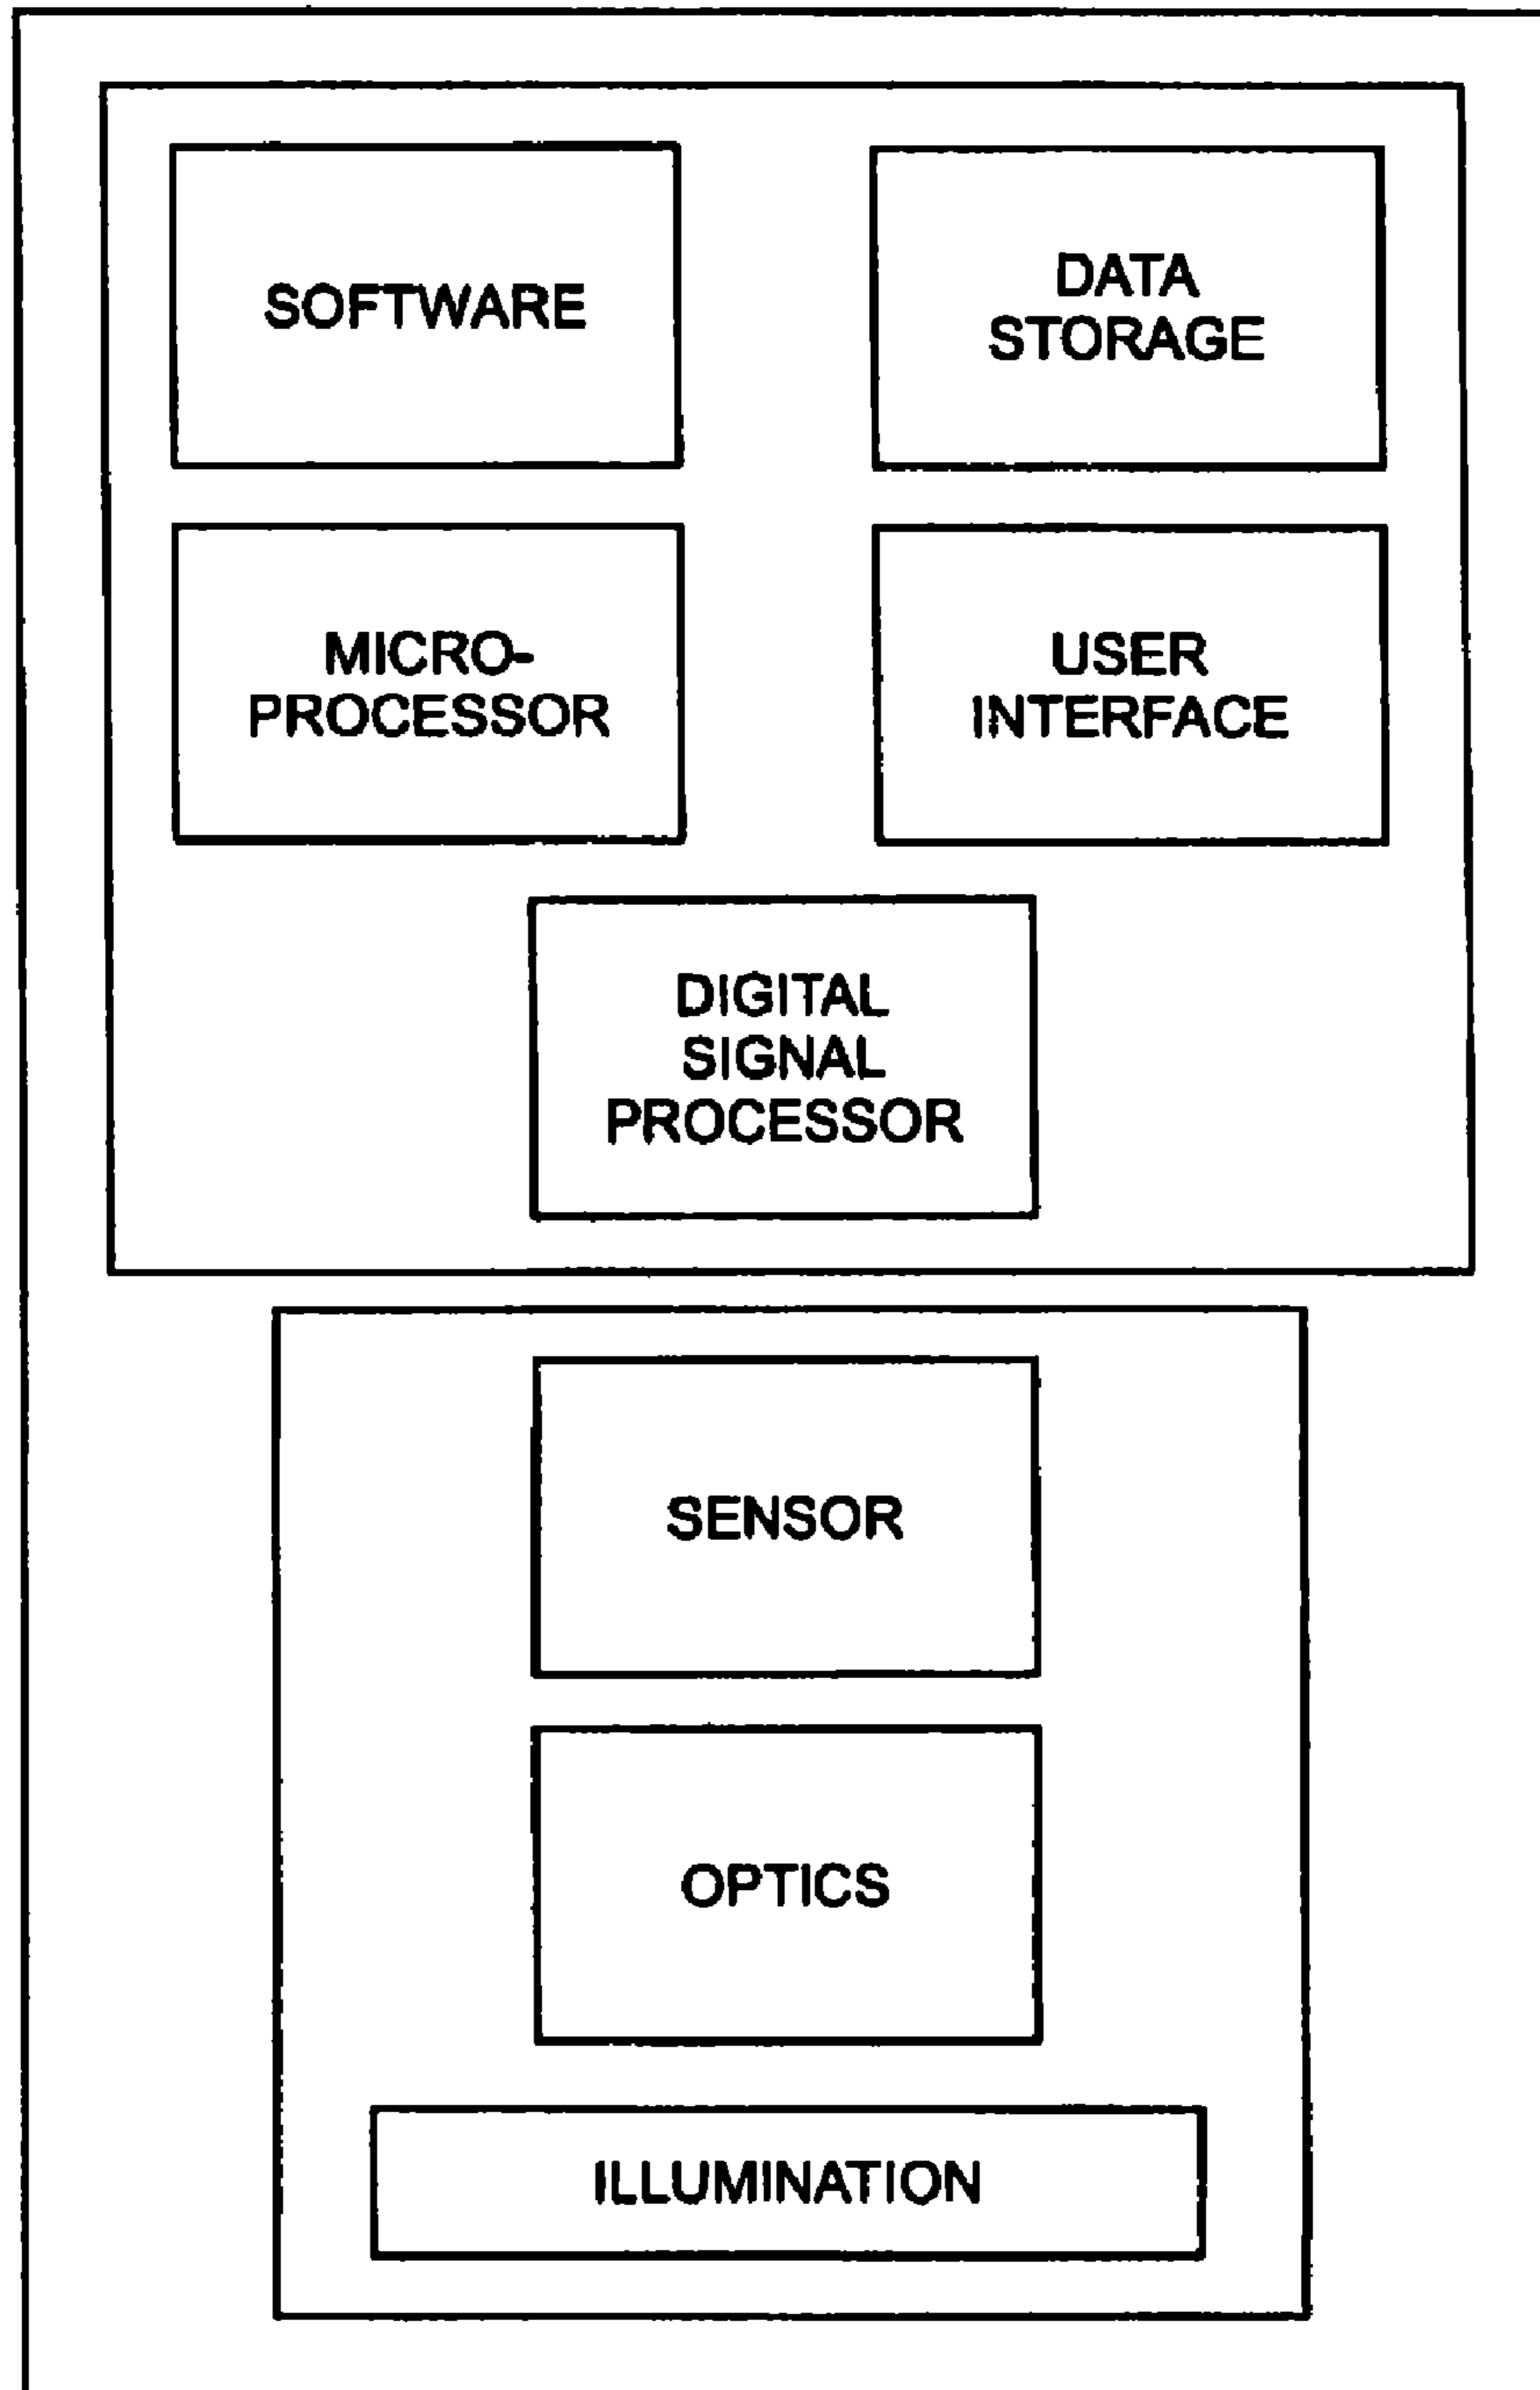 SOFTWARE
DATA
STORAGE
MICRO-
PROCESSOR
USER
INTERFACE
DIGITAL
SIGNAL
PROCESSOR
SENSOR
OPTICS
ILLUMINATION